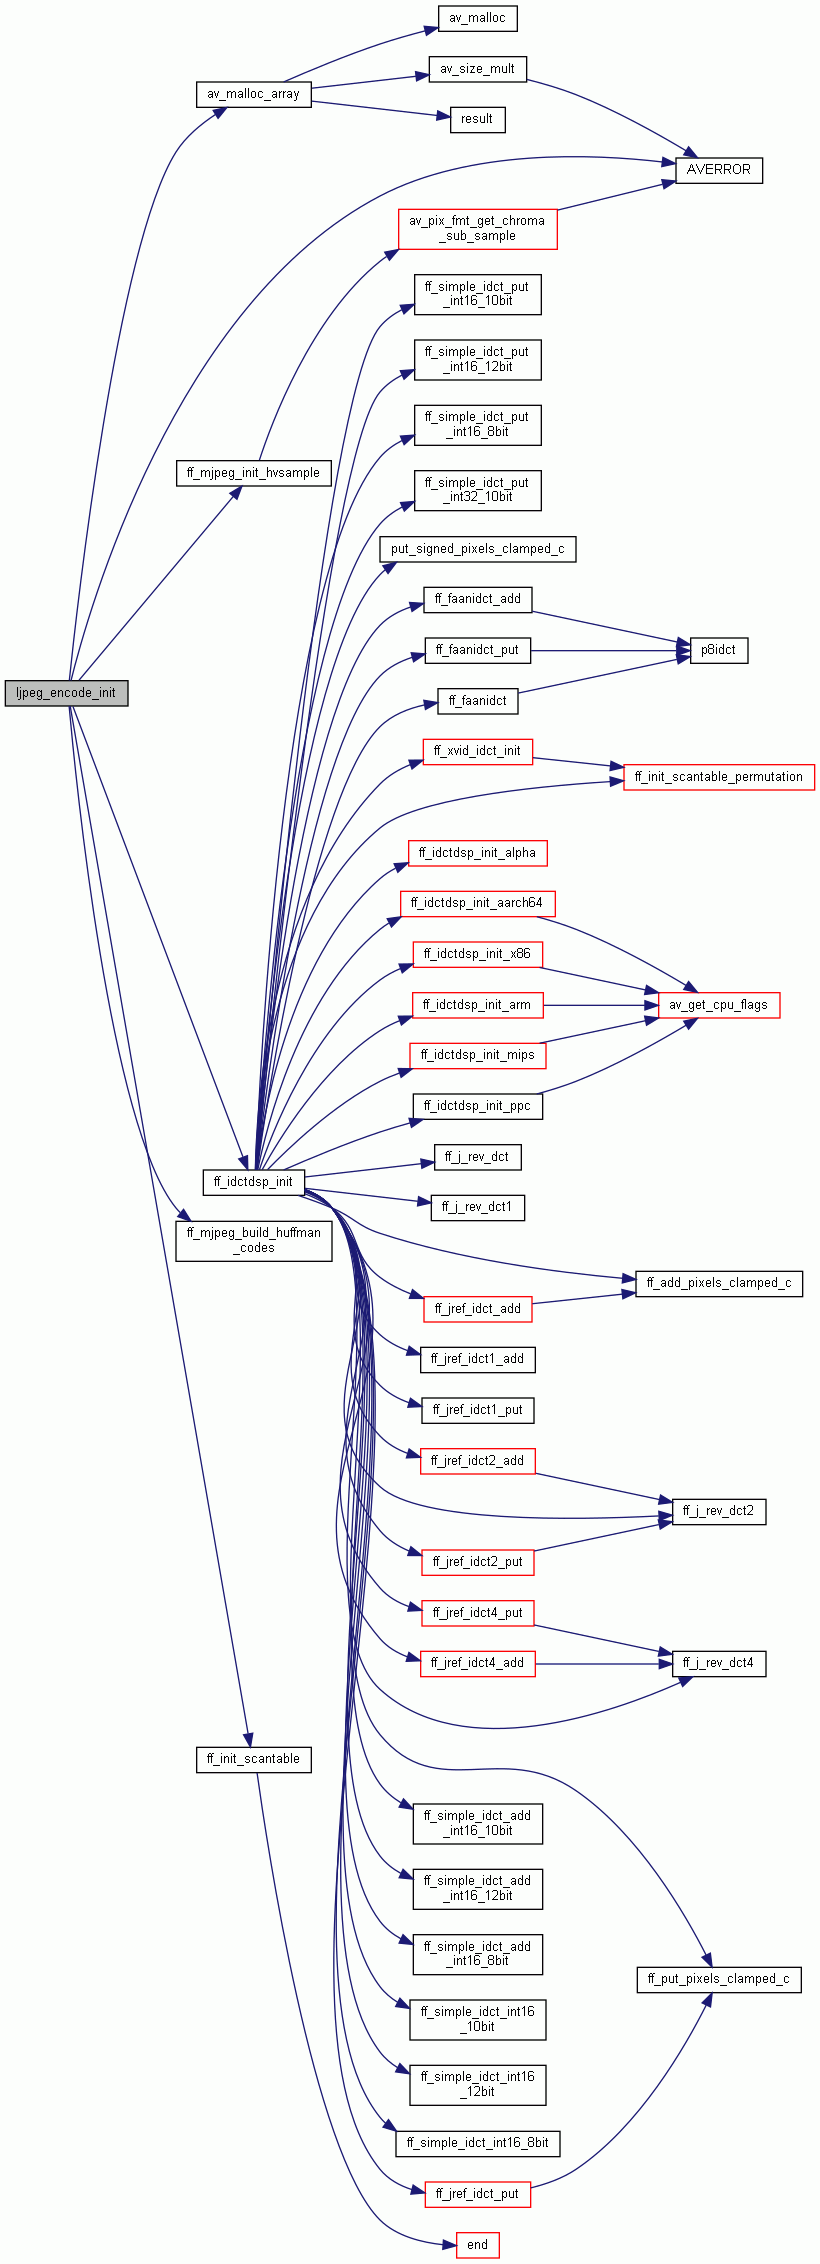 av_malloc
av_size_mult
av_malloc_array
result
AVERROR
av_pix_fmt_get_chroma
_sub_sample
ff_simple_idct_put
_int16_10bit
ff_simple_idct_put
_int16_12bit
ff_simple_idct_put
_int16_8bit
ff_mjpeg_init_hvsample
ff_simple_idct_put
_int32_10bit
put_signed_pixels_clamped_c
ff_faanidct_add
ff_faanidct_put
p8idct
ljpeg_encode_init
ff_faanidct
ff_xvid_idct_init
ff_init_scantable_permutation
ff_idctdsp_init_alpha
ff_idctdsp_init_aarch64
ff_idctdsp_init_x86
ff_idctdsp_init_arm
av_get_cpu_flags
ff_idctdsp_init_mips
ff_idctdsp_init_ppc
ff_j_rev_dct
ff_idctdsp_init
ff_j_rev_dct1
ff_mjpeg_build_huffman
_codes
ff_add_pixels_clamped_c
ff_jref_idct_add
ff_jref_idct1_add
ff_jref_idct1_put
ff_jref_idct2_add
ff_j_rev_dct2
ff_jref_idct2_put
ff_jref_idct4_put
ff_jref_idct4_add
ff_j_rev_dct4
ff_init_scantable
ff_simple_idct_add
_int16_10bit
ff_simple_idct_add
_int16_12bit
ff_simple_idct_add
_int16_8bit
ff_put_pixels_clamped_c
ff_simple_idct_int16
_10bit
ff_simple_idct_int16
_12bit
ff_simple_idct_int16_8bit
ff_jref_idct_put
end